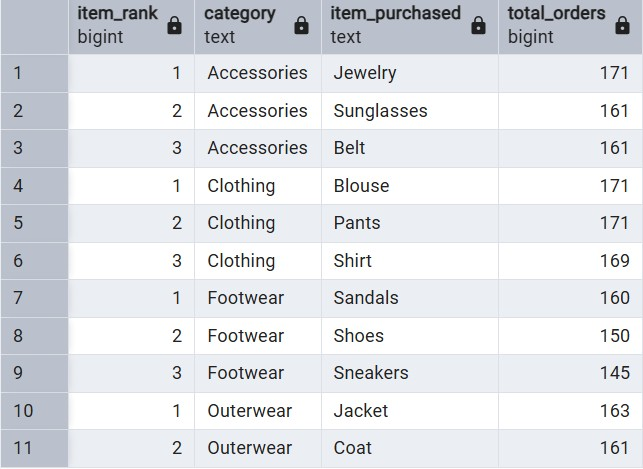 item_rank category item_purchased total_orders
bigint text text bigint
1 1 Accessories Jewelry 171
2 2 Accessories Sunglasses 161
3 3 Accessories Belt 161
4 1 Clothing Blouse 171
5 2 Clothing Pants 171
6 3 Clothing Shirt 169
7 1 Footwear Sandals 160
8 2 Footwear Shoes 150
9 3 Footwear Sneakers 145
10 1 Outerwear Jacket 163
11 2 Outerwear Coat 161